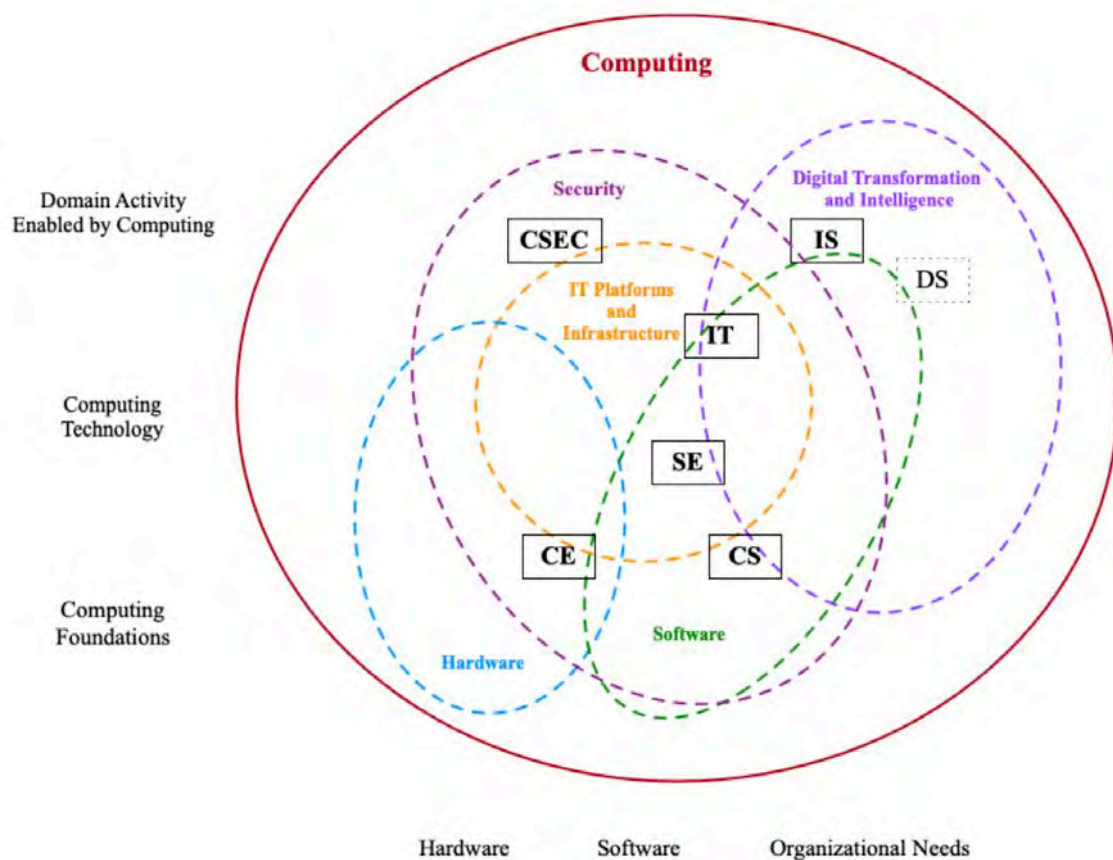 Computing
Domain Activity
Enabled by Computing
Security
Digital Transformation
and Intelligence
CSEC
IS
DS
IT Platforms
and
Infrastructure
IT
Computing
Technology
SE
CE
CS
Computing
Foundations
Software
Hardware
Hardware
Software
Organizational Needs